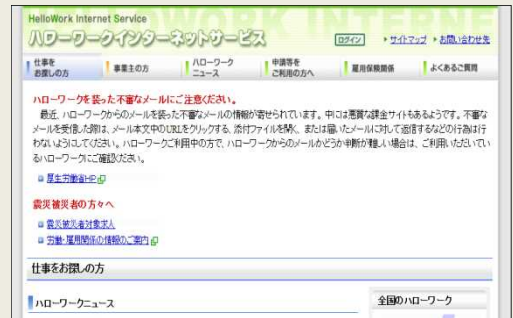 HelloWork Internet Service
ハローワークインターネットサービス
ログイン
サイトマップ
お問い合わせ先
仕事を
お探しの方
事業主の方
ハローワーク
ニュース
申請等を
ご利用の方へ
雇用保険関係
よくあるご質問
ハローワークを装った不審なメールにご注意ください。
最近、ハローワークからのメールを装った不審なメールの情報が寄せられています。中には悪質な課金サイトもあるようです。不審な
メールを受信した際は、メール本文中のURLをクリックする、添付ファイルを開く、または届いたメールに対して返信するなどの行為は行
わないようにしてください。ハローワークご利用中の方で、ハローワークからのメールかどうか判断が難しい場合は、ご利用いただいてい
るハローワークにご確認ください。
厚生労働省HP
震災被災者の方々へ
震災被災者対象求人
労働・雇用関係の情報のご案内
仕事をお探しの方
ハローワークニュース
全国のハローワーク